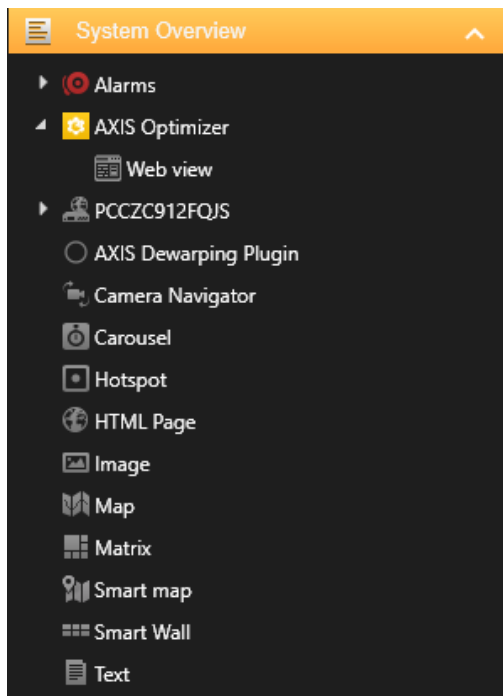 System Overview
Alarms
AXIS Optimizer
Web view
PCCZC912FQJS
AXIS Dewarping Plugin
Camera Navigator
Carousel
Hotspot
HTML Page
Image
Map
Matrix
Smart map
Smart Wall
Text